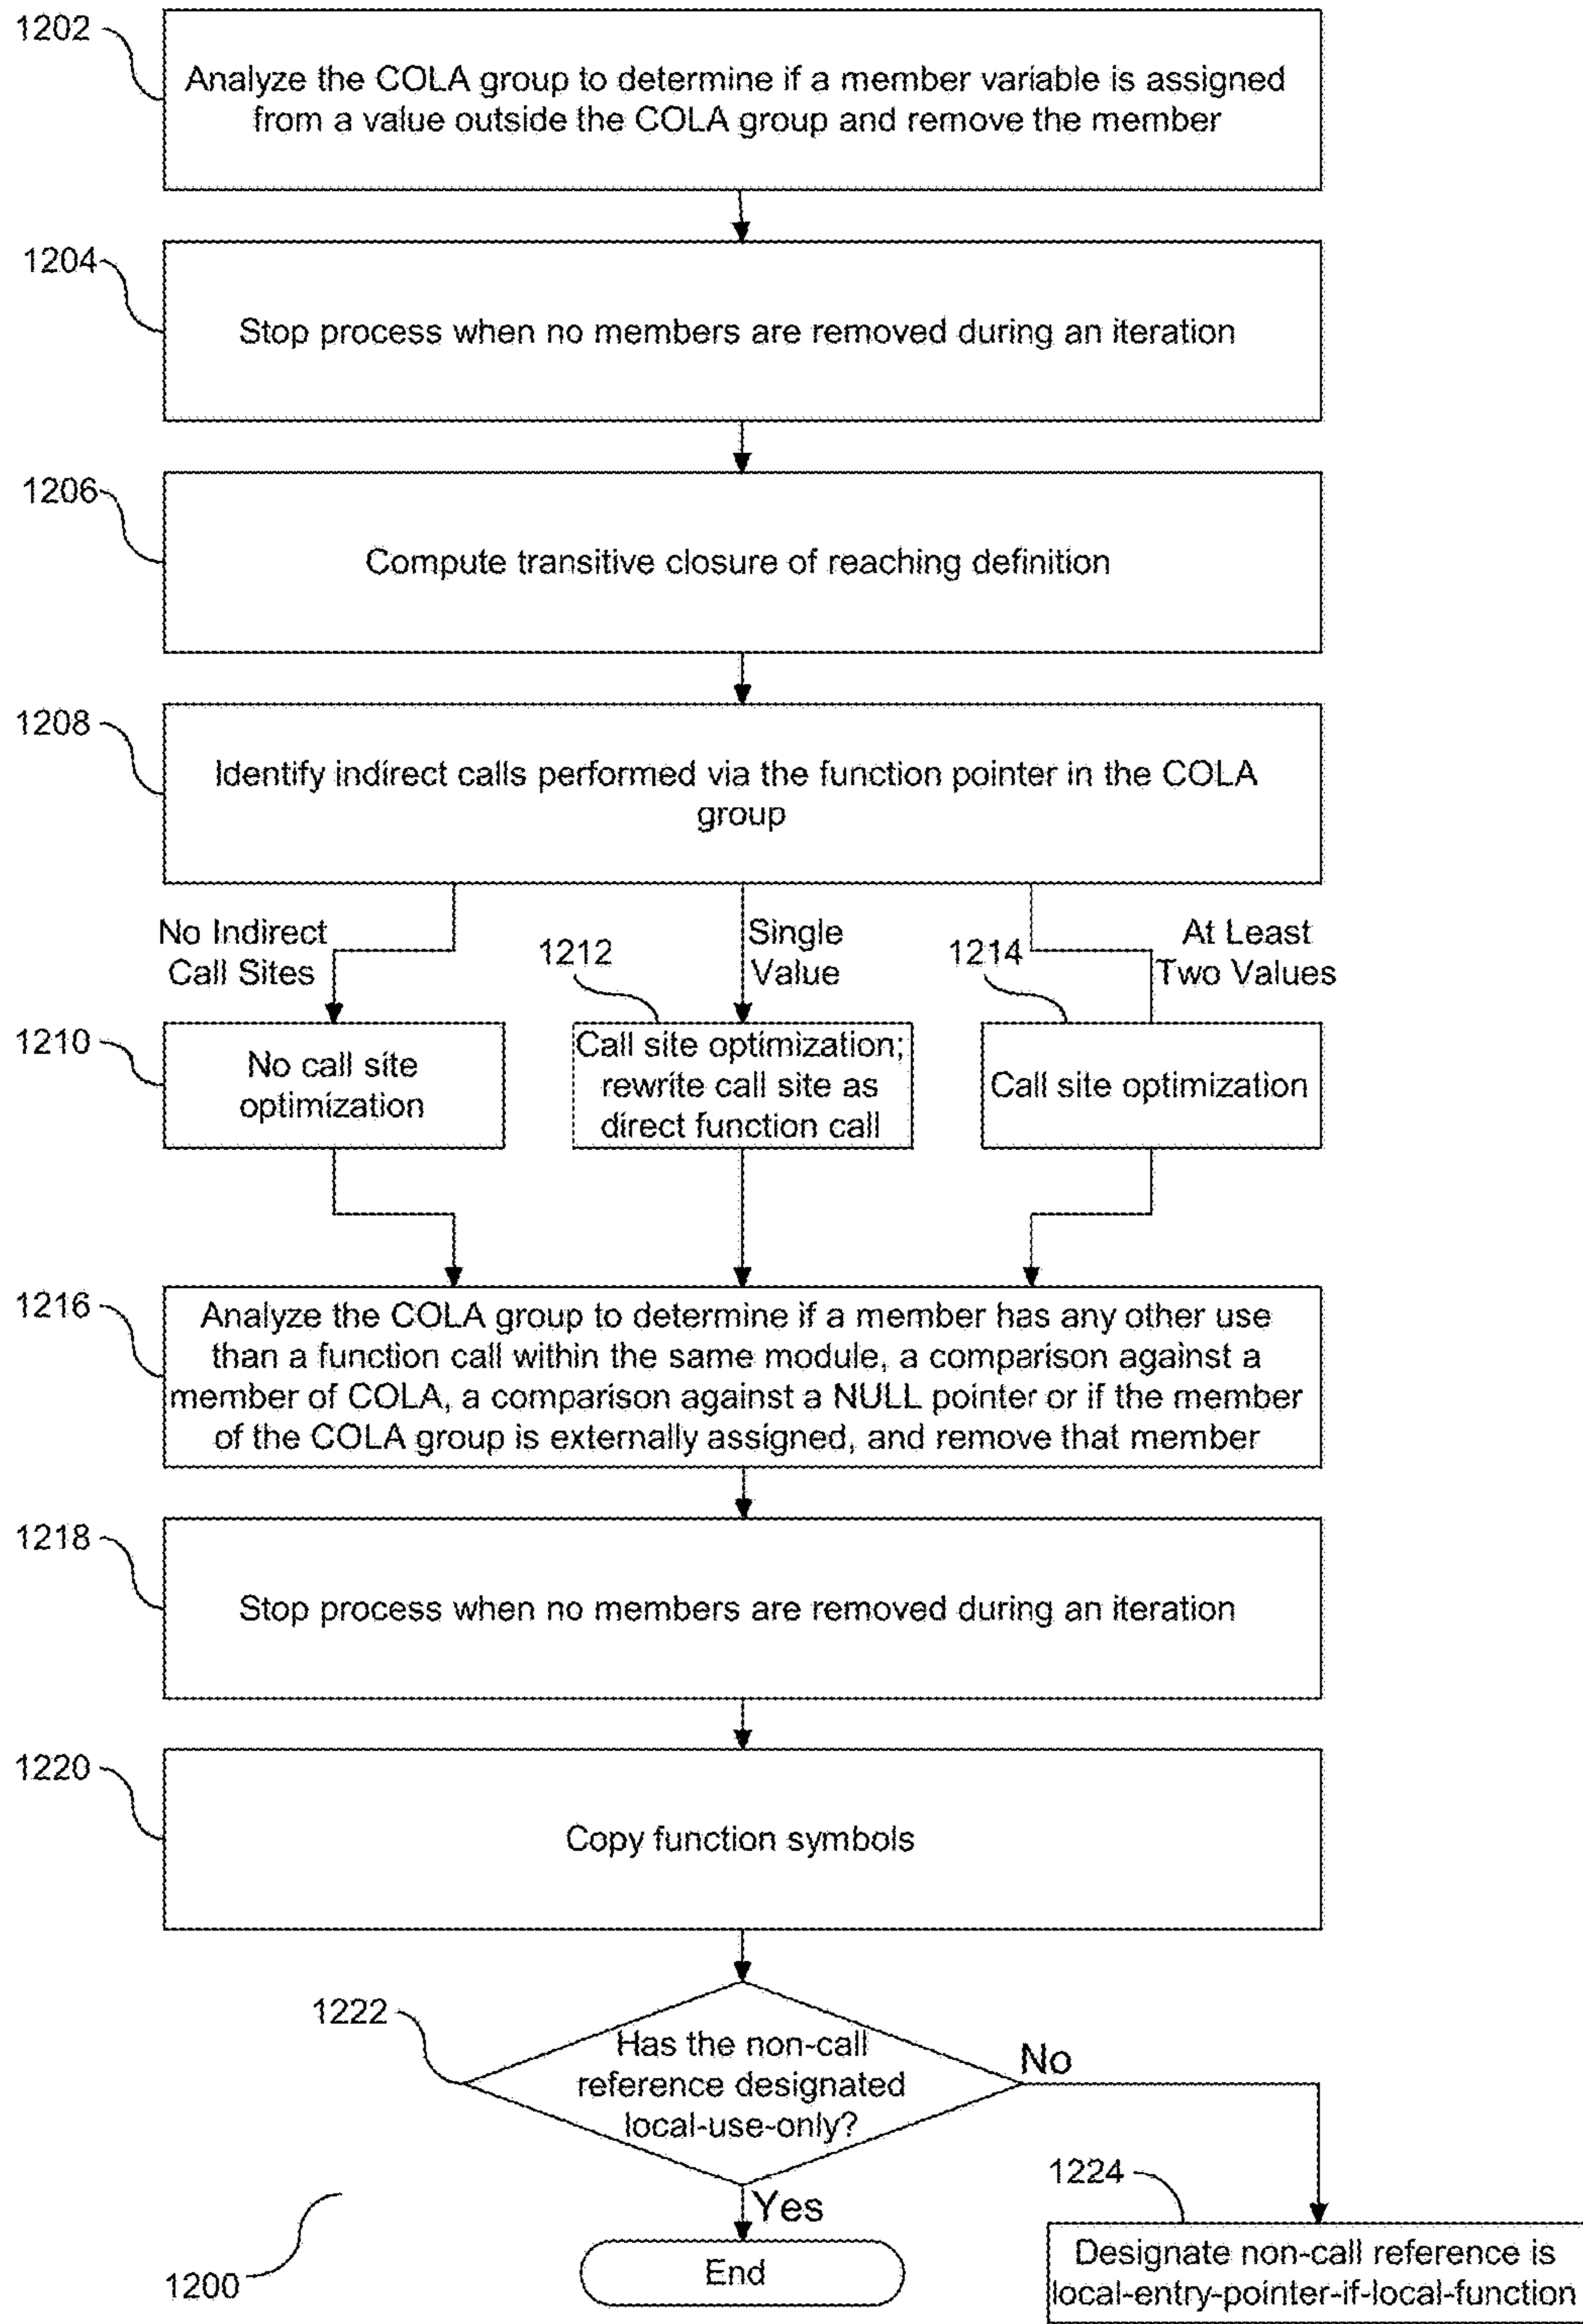 1202
Analyze the COLA group to determine if a member variable is assigned
from a value outside the COLA group and remove the member
1204
Stop process when no members are removed during an iteration
1206
Compute transitive closure of reaching definition
1208
Identify indirect calls performed via the function pointer in the COLA
group
No Indirect
Call Sites
1212
Single
Value
1214
At Least
Two Values
1210
No call site
optimization
Call site optimization;
rewrite call site as
direct function call
Call site optimization
1216
Analyze the COLA group to determine if a member has any other use
than a function call within the same module, a comparison against a
member of COLA, a comparison against a NULL pointer or if the member
of the COLA group is externally assigned, and remove that member
1218
Stop process when no members are removed during an iteration
1220
Copy function symbols
1222
Has the non-call
reference designated
local-use-only?
No
Yes
1224
End
Designate non-call reference is
local-entry-pointer-if-local-function
1200